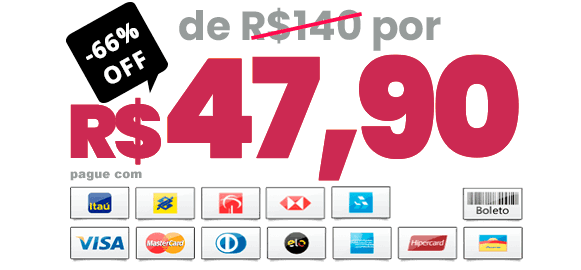 -66%
OFF
de R$140 por
R$47,90
pague com
Itaú
Boleto
VISA MasterCard elo Hipercard